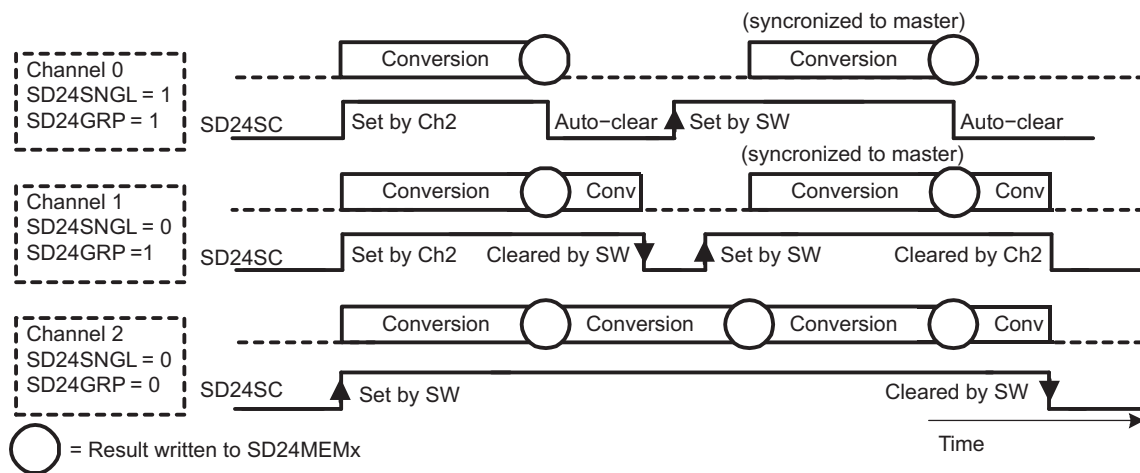 (syncronized to master)
Conversion Conversion
Channel 0
SD24SNGL = 1
SD24GRP = 1
SD24SC Set by Ch2 Auto−clear Set by SW Auto−clear
(syncronized to master)
Conversion Conv Conversion Conv
Channel 1
SD24SNGL = 0
SD24GRP =1
SD24SC Set by Ch2 Cleared by SW Set by SW Cleared by Ch2
Conversion Conversion Conversion Conv
Channel 2
SD24SNGL = 0
SD24GRP = 0
SD24SC Set by SW Cleared by SW
= Result written to SD24MEMx
Time